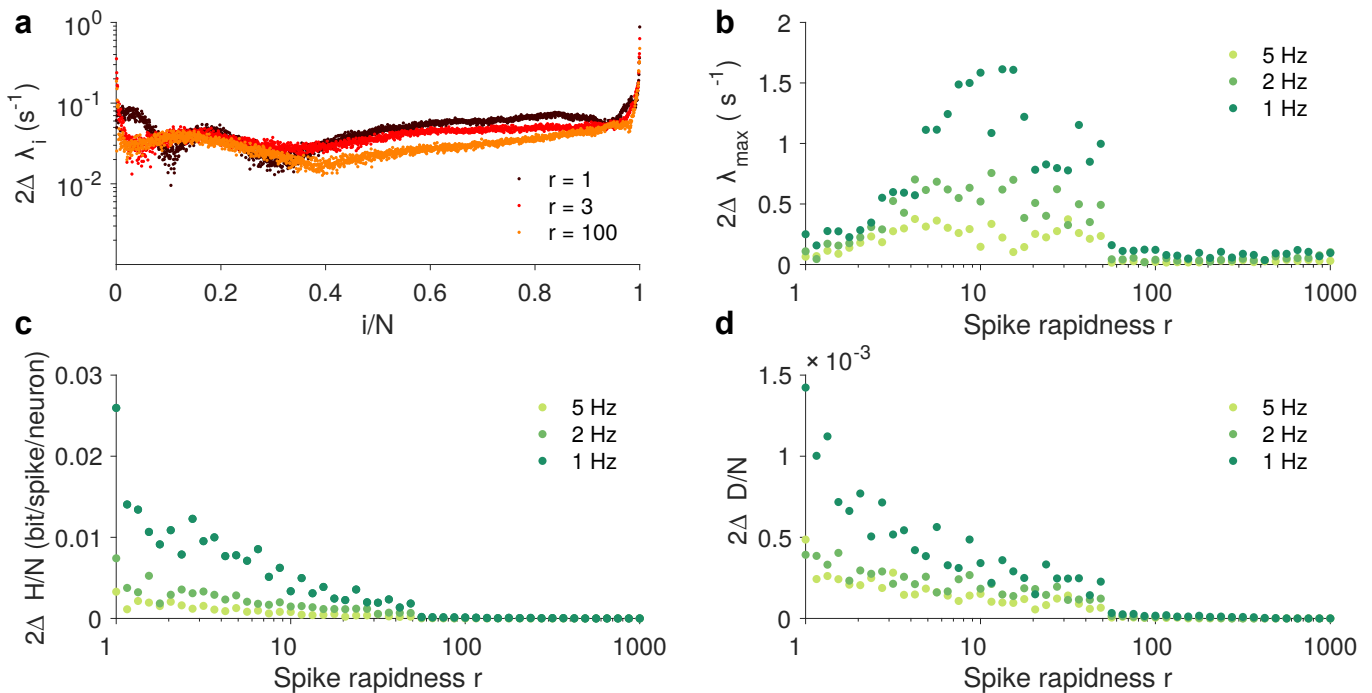 a
2Δ λi (s-1)
10^0
10^-1
10^-2
r = 1
r = 3
r = 100
0 0.2 0.4 0.6 0.8 1
i/N
b
2Δ λmax ( s-1)
2
1.5
1
0.5
0
5 Hz
2 Hz
1 Hz
1 10 100 1000
Spike rapidness r
c
2Δ H/N (bit/spike/neuron)
0.03
0.02
0.01
0
5 Hz
2 Hz
1 Hz
1 10 100 1000
Spike rapidness r
d
× 10^-3
2Δ D/N
1.5
1
0.5
0
5 Hz
2 Hz
1 Hz
1 10 100 1000
Spike rapidness r